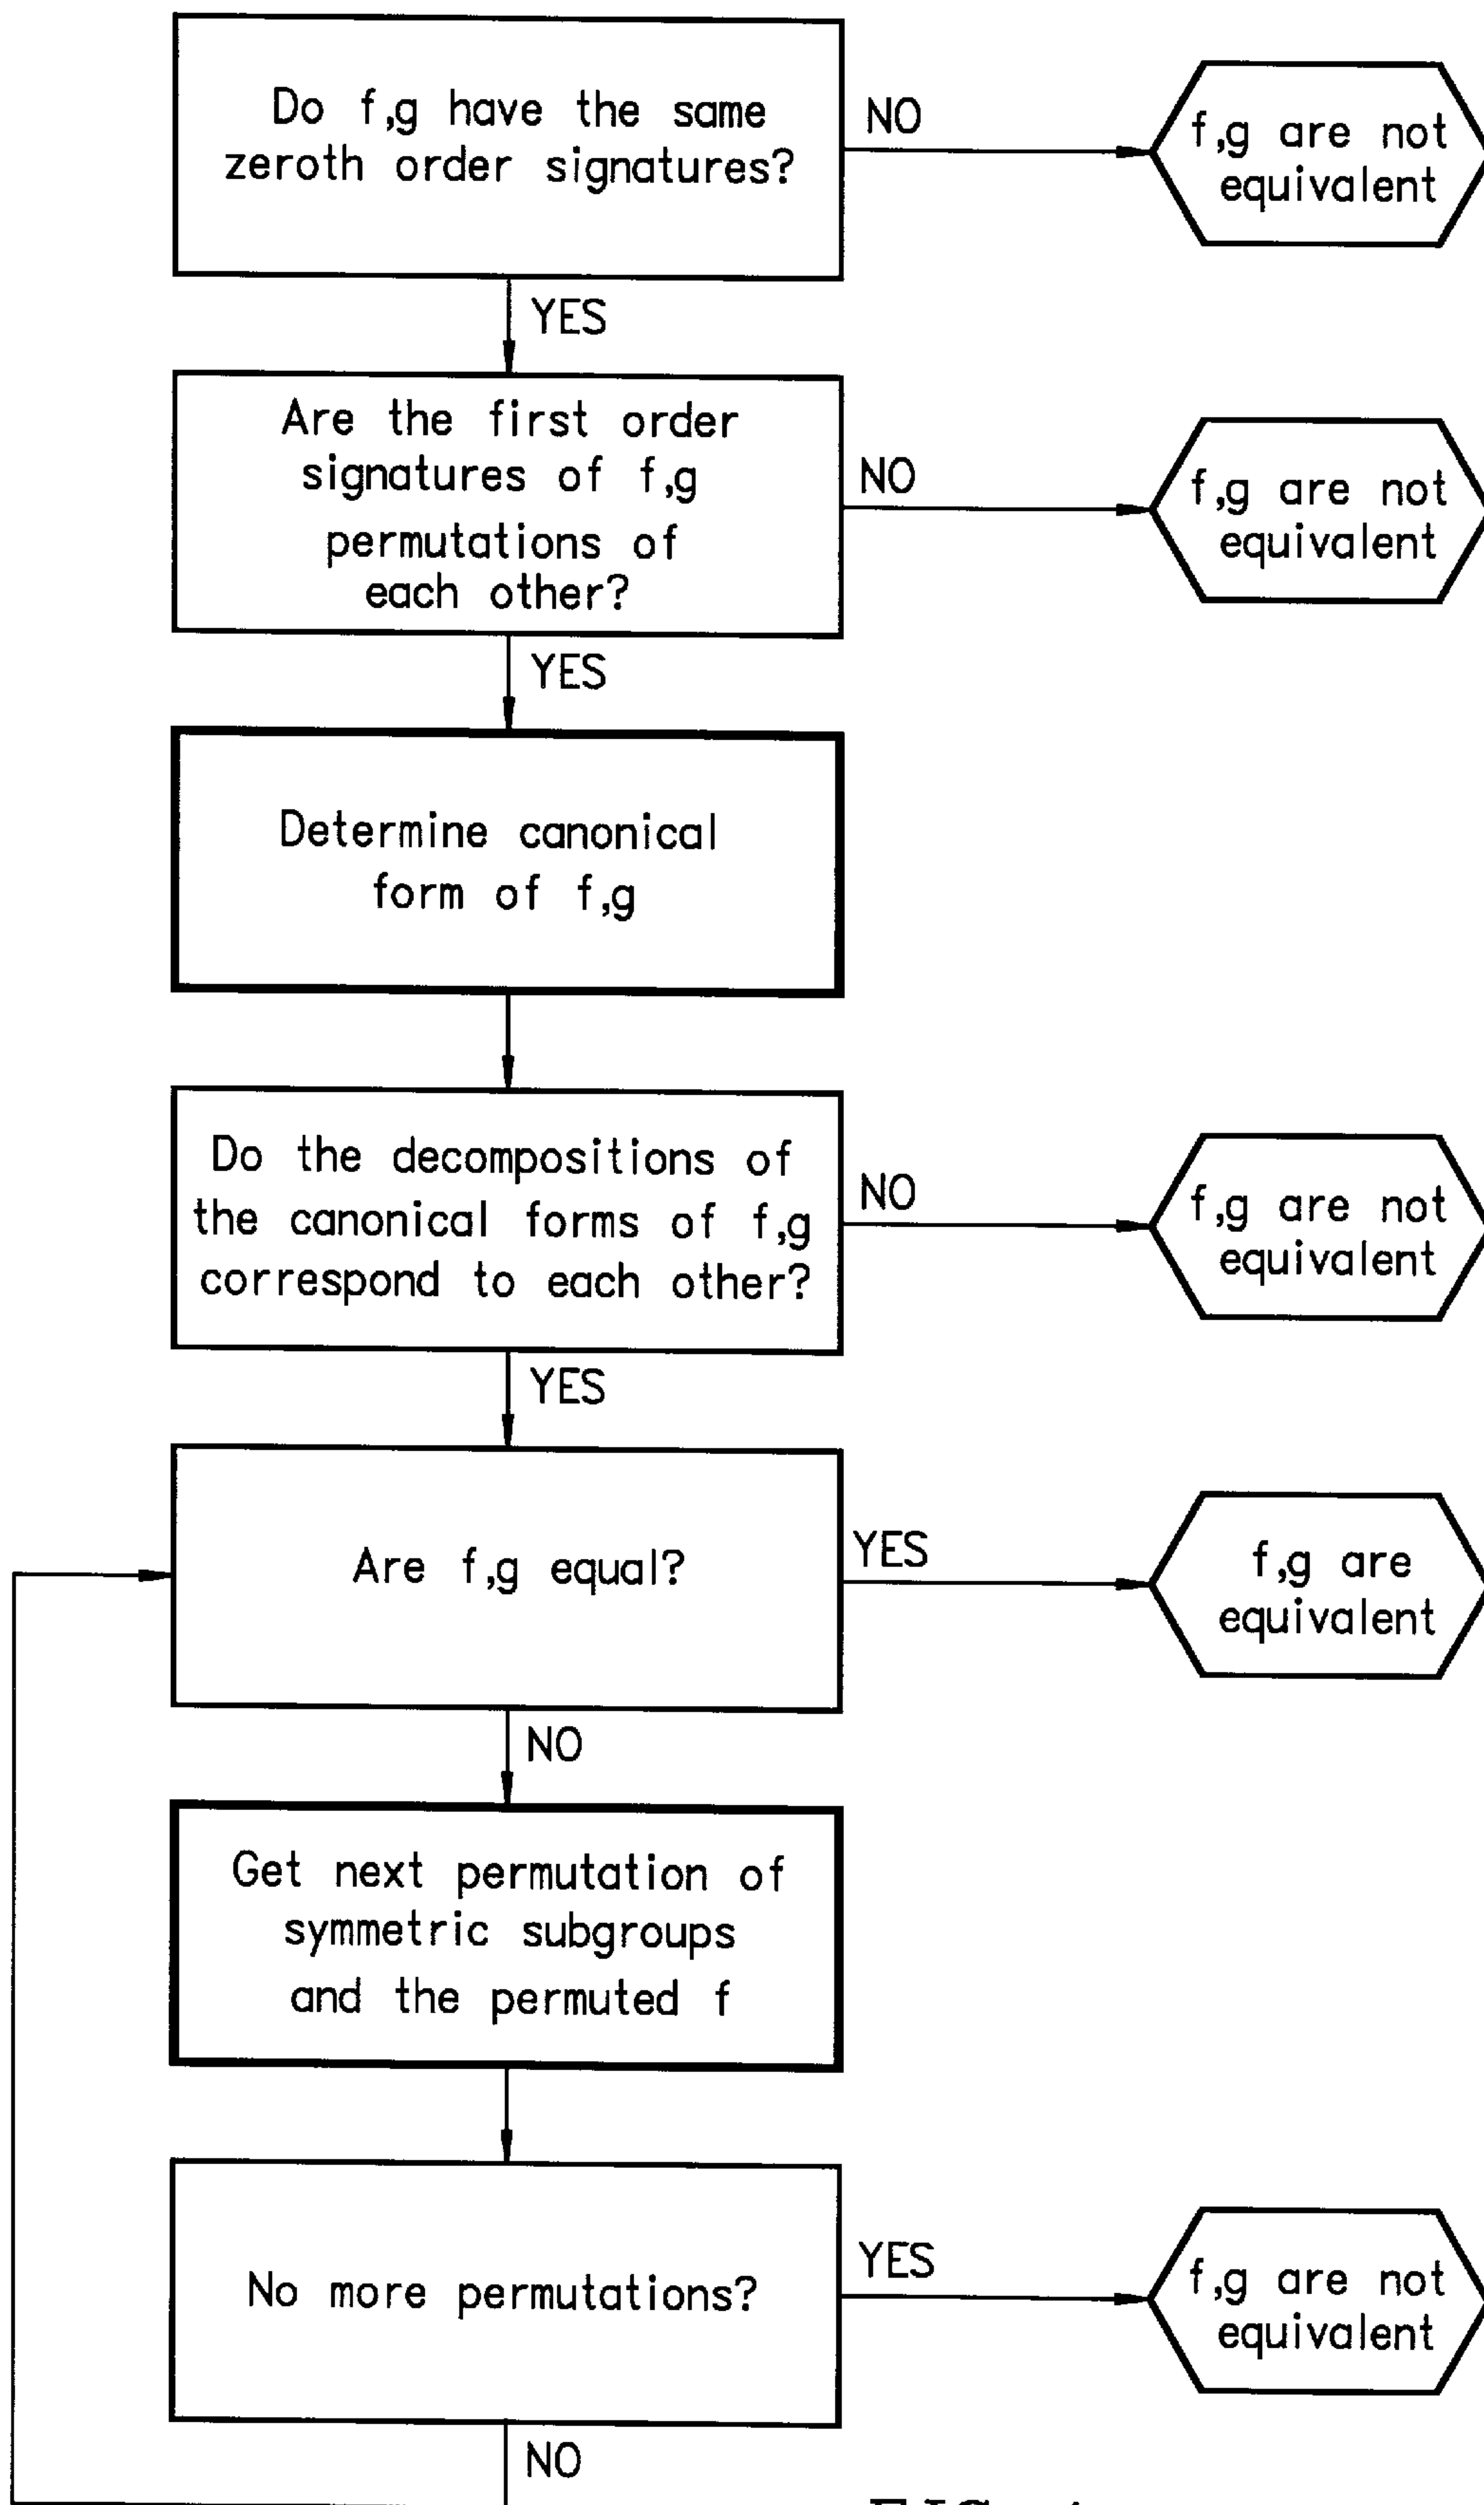 Do f,g have the same
zeroth order signatures?
NO
f,g are not
equivalent
YES
Are the first order
signatures of f,g
permutations of
each other?
NO
f,g are not
equivalent
YES
Determine canonical
form of f,g
Do the decompositions of
the canonical forms of f,g
correspond to each other?
NO
f,g are not
equivalent
YES
Are f,g equal?
YES
f,g are
equivalent
NO
Get next permutation of
symmetric subgroups
and the permuted f
No more permutations?
YES
f,g are not
equivalent
NO